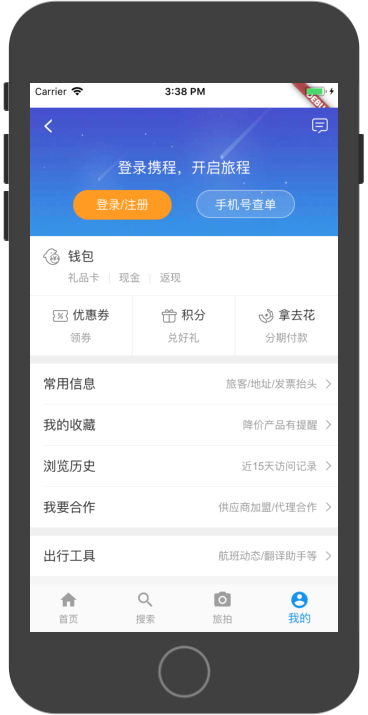 Carrier 3:38 PM
DEBUG
登录携程，开启旅程
登录/注册 手机号查单
钱包
礼品卡 | 现金 | 返现
优惠券 积分 拿去花
领券 兑好礼 分期付款
常用信息 旅客/地址/发票抬头
我的收藏 降价产品有提醒
浏览历史 近15天访问记录
我要合作 供应商加盟/代理合作
出行工具 航班动态/翻译助手等
首页 搜索 旅拍 我的